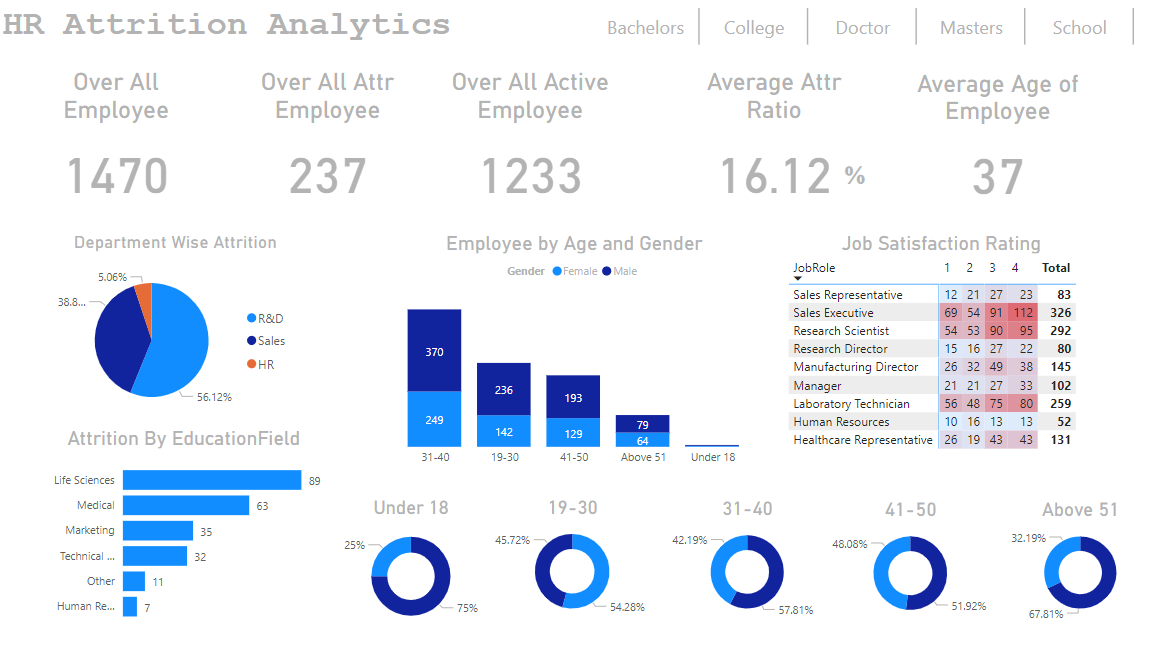 HR Attrition Analytics
Bachelors College Doctor Masters School
Over All
Employee
1470
Over All Attr
Employee
237
Over All Active
Employee
1233
Average Attr
Ratio
16.12 %
Average Age of
Employee
37
Department Wise Attrition
5.06%
38.8...
56.12%
R&D
Sales
HR
Attrition By EducationField
Life Sciences 89
Medical 63
Marketing 35
Technical ... 32
Other 11
Human Re... 7
Employee by Age and Gender
Gender Female Male
370
249
236
142
193
129
79
64
31-40 19-30 41-50 Above 51 Under 18
Job Satisfaction Rating
JobRole 1 2 3 4 Total
Sales Representative 12 21 27 23 83
Sales Executive 69 54 91 112 326
Research Scientist 54 53 90 95 292
Research Director 15 16 27 22 80
Manufacturing Director 26 32 49 38 145
Manager 21 21 27 33 102
Laboratory Technician 56 48 75 80 259
Human Resources 10 16 13 13 52
Healthcare Representative 26 19 43 43 131
Under 18
25%
75%
19-30
45.72%
54.28%
31-40
42.19%
57.81%
41-50
48.08%
51.92%
Above 51
32.19%
67.81%